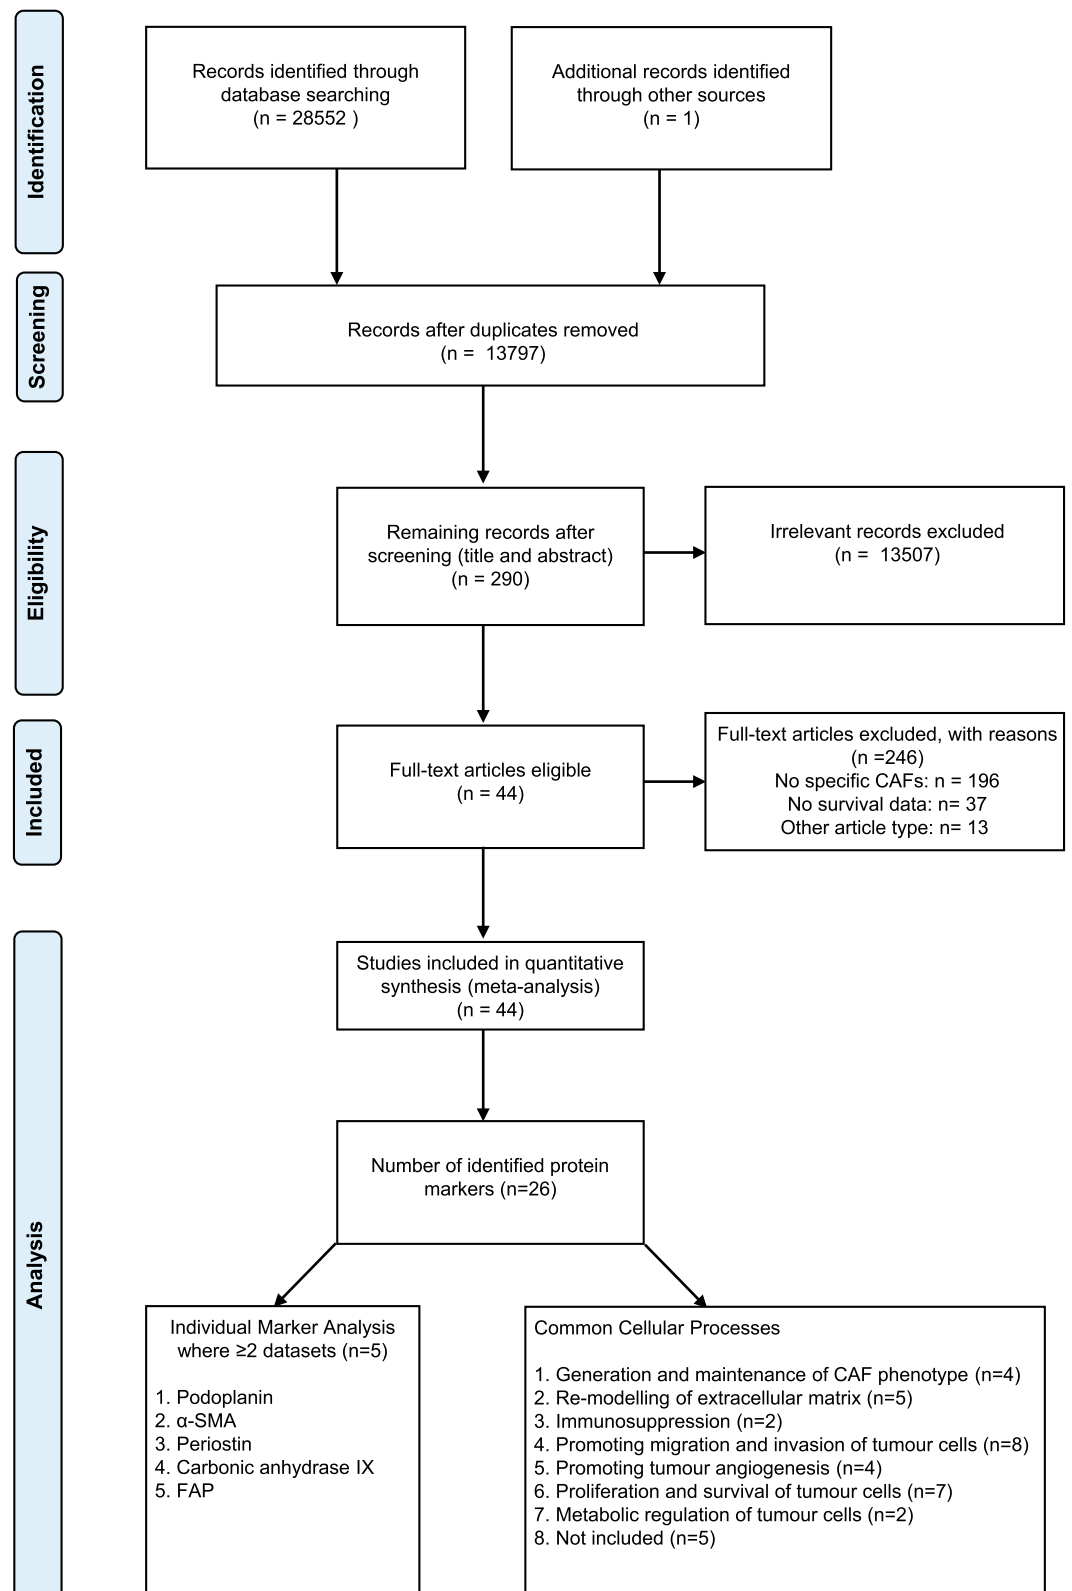 Identification
Records identified through
database searching
(n = 28552 )
Additional records identified
through other sources
(n = 1)
Screening
Records after duplicates removed
(n = 13797)
Eligibility
Remaining records after
screening (title and abstract)
(n = 290)
Irrelevant records excluded
(n = 13507)
Included
Full-text articles eligible
(n = 44)
Full-text articles excluded, with reasons
(n =246)
No specific CAFs: n = 196
No survival data: n= 37
Other article type: n= 13
Analysis
Studies included in quantitative
synthesis (meta-analysis)
(n = 44)
Number of identified protein
markers (n=26)
Individual Marker Analysis
where ≥2 datasets (n=5)
1. Podoplanin
2. α-SMA
3. Periostin
4. Carbonic anhydrase IX
5. FAP
Common Cellular Processes
1. Generation and maintenance of CAF phenotype (n=4)
2. Re-modelling of extracellular matrix (n=5)
3. Immunosuppression (n=2)
4. Promoting migration and invasion of tumour cells (n=8)
5. Promoting tumour angiogenesis (n=4)
6. Proliferation and survival of tumour cells (n=7)
7. Metabolic regulation of tumour cells (n=2)
8. Not included (n=5)